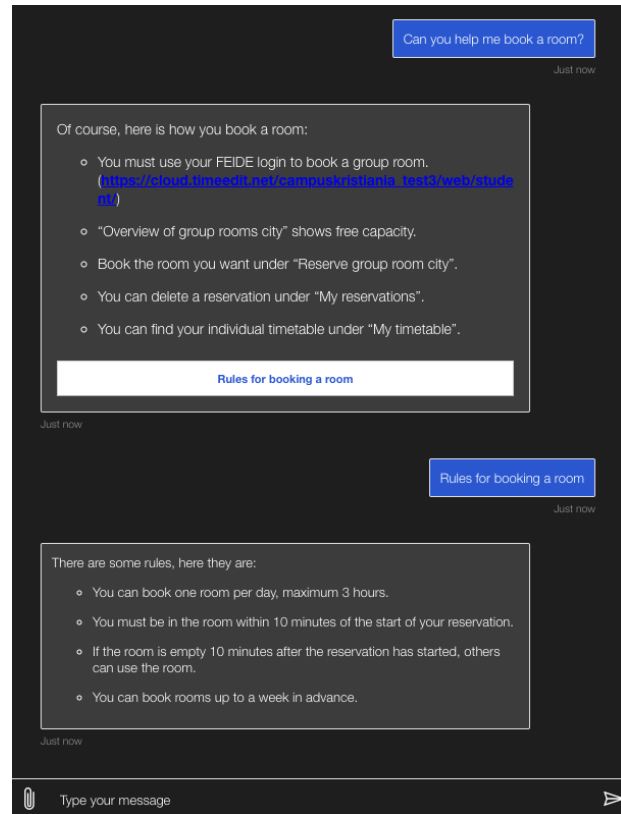 Can you help me book a room?
Just now
Of course, here is how you book a room:
You must use your FEIDE login to book a group room.
(https://cloud.timeedit.net/campuskristiania_test3/web/stude
nt/)
“Overview of group rooms city” shows free capacity.
Book the room you want under “Reserve group room city”.
You can delete a reservation under “My reservations”.
You can find your individual timetable under “My timetable”.
Rules for booking a room
Just now
Rules for booking a room
Just now
There are some rules, here they are:
You can book one room per day, maximum 3 hours.
You must be in the room within 10 minutes of the start of your reservation.
If the room is empty 10 minutes after the reservation has started, others
can use the room.
You can book rooms up to a week in advance.
Just now
Type your message